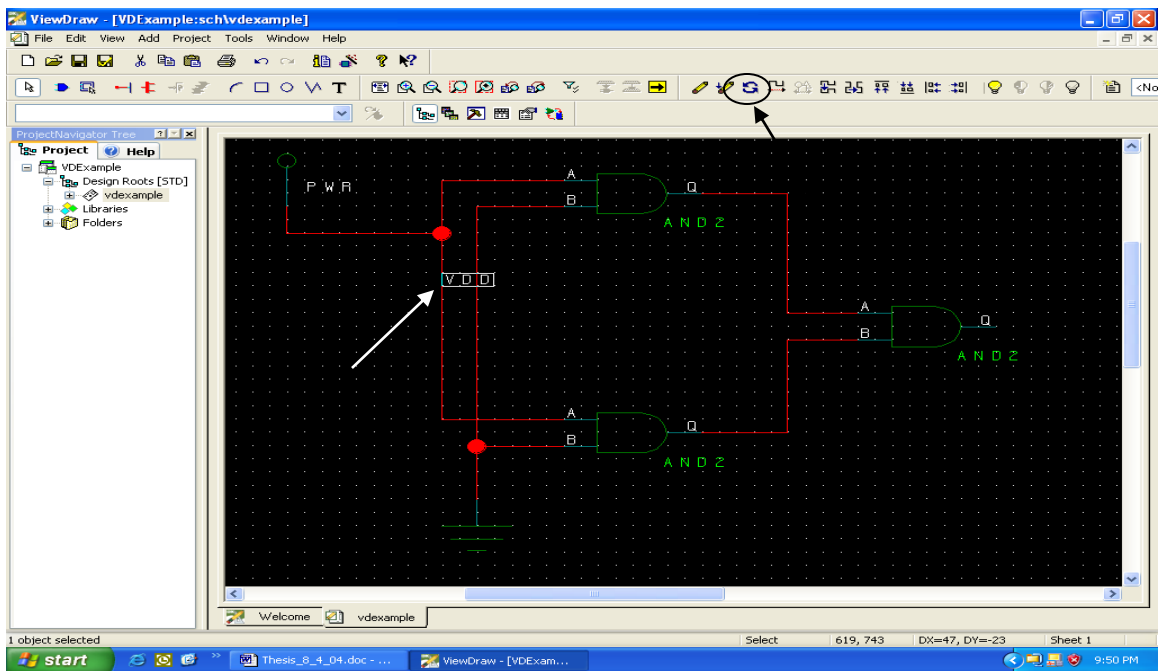 ViewDraw - [VDExample:sch\vdexample]
File Edit View Add Project Tools Window Help
<No
ProjectNavigator Tree
Project Help
VDExample
Design Roots [STD]
vdexample
Libraries
Folders
PWR
A
B
Q
AND2
VDD
A
B
Q
AND2
A
B
Q
AND2
Welcome vdexample
1 object selected Select 619, 743 DX=47, DY=-23 Sheet 1
start Thesis_8_4_04.doc - ... ViewDraw - [VDExam... 9:50 PM